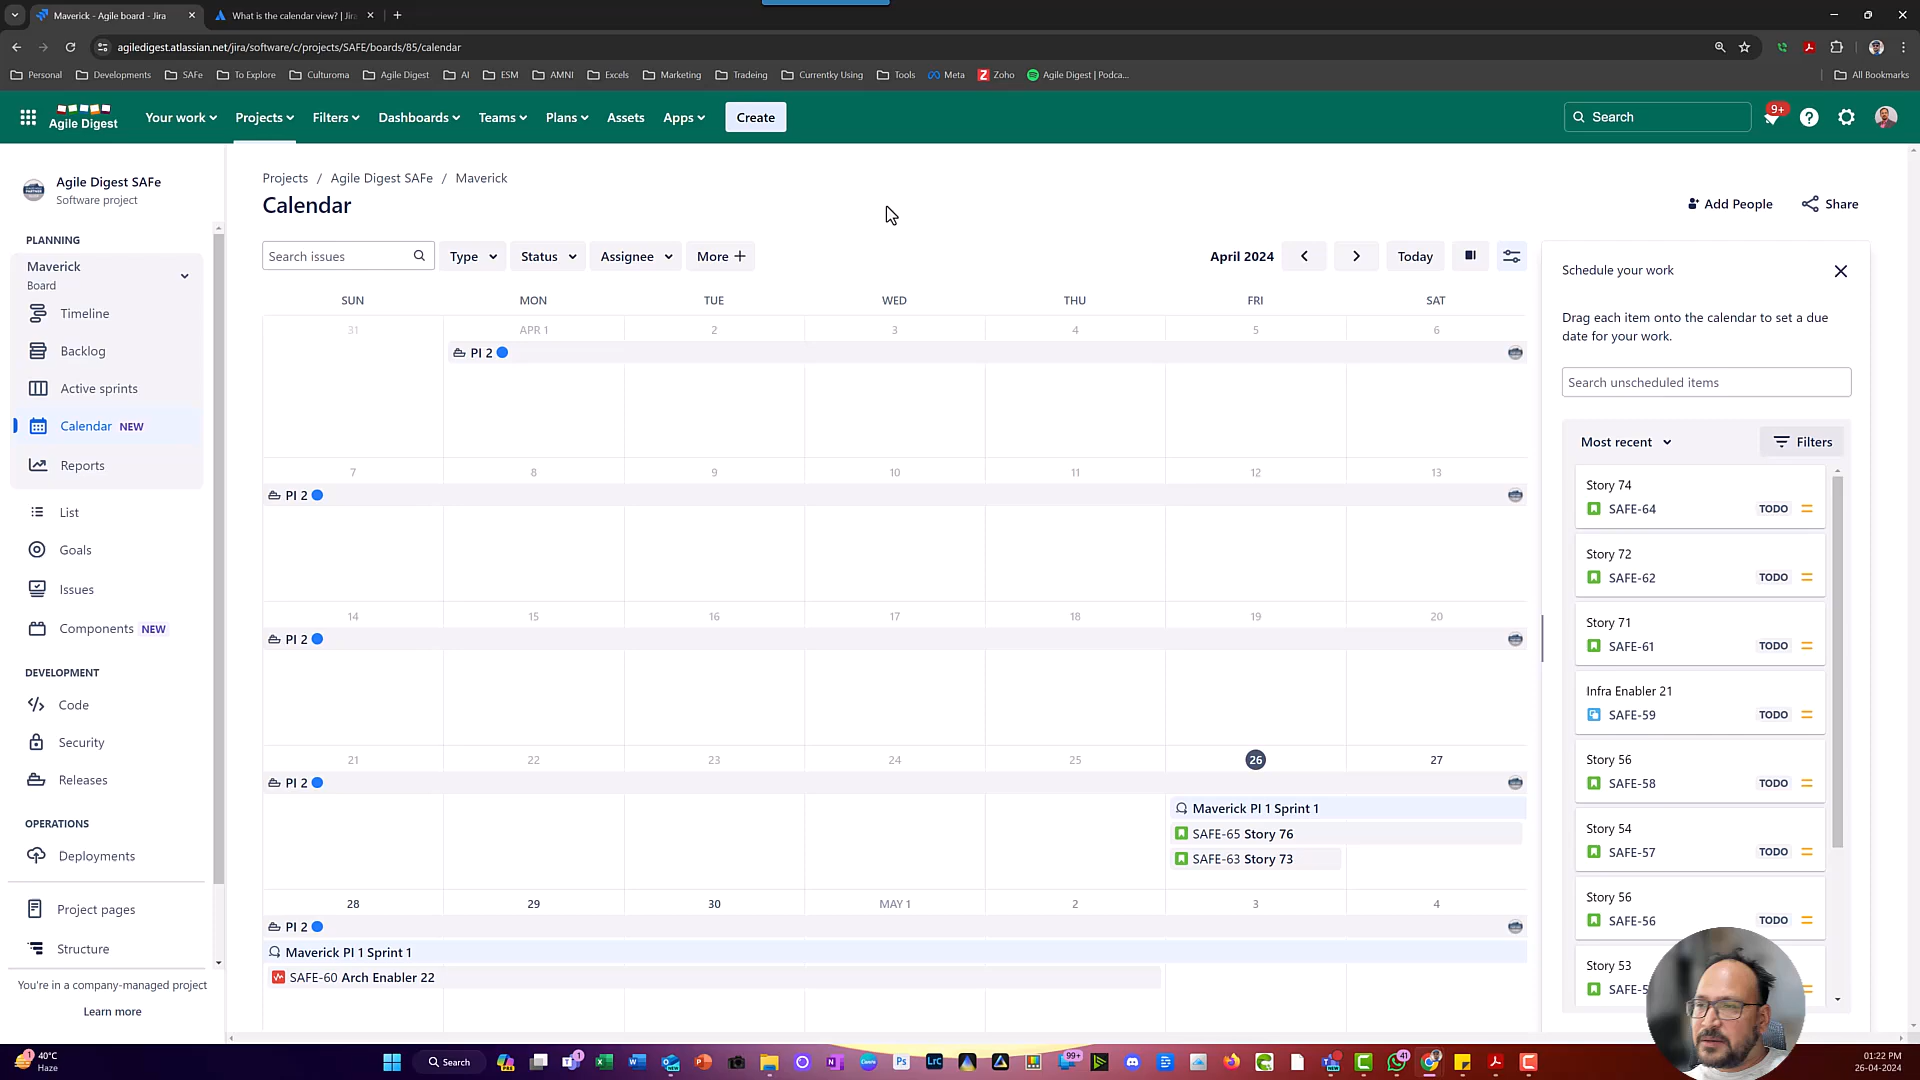 Maverick - Agile board - Jira
What is the calendar view? | Jira
agiledigest.atlassian.net/jira/software/c/projects/SAFE/boards/85/calendar
Personal
Developments
SAFe
To Explore
Culturoma
Agile Digest
AI
ESM
AMNI
Excels
Marketing
Tradeing
Currentky Using
Tools
Meta
Zoho
Agile Digest | Podca...
All Bookmarks
Agile Digest
Your work
Projects
Filters
Dashboards
Teams
Plans
Assets
Apps
Create
Search
9+
Agile Digest SAFe
Software project
PLANNING
Maverick
Board
Timeline
Backlog
Active sprints
Calendar NEW
Reports
List
Goals
Issues
Components NEW
DEVELOPMENT
Code
Security
Releases
OPERATIONS
Deployments
Project pages
Structure
You're in a company-managed project
Learn more
Projects / Agile Digest SAFe / Maverick
Calendar
Add People
Share
Search issues
Type
Status
Assignee
More +
April 2024
Today
SUN MON TUE WED THU FRI SAT
31 APR 1 2 3 4 5 6
PI 2
7 8 9 10 11 12 13
PI 2
14 15 16 17 18 19 20
PI 2
21 22 23 24 25 26 27
PI 2
Maverick PI 1 Sprint 1
SAFE-65 Story 76
SAFE-63 Story 73
28 29 30 MAY 1 2 3 4
PI 2
Maverick PI 1 Sprint 1
SAFE-60 Arch Enabler 22
Schedule your work
Drag each item onto the calendar to set a due
date for your work.
Search unscheduled items
Most recent
Filters
Story 74
SAFE-64 TODO
Story 72
SAFE-62 TODO
Story 71
SAFE-61 TODO
Infra Enabler 21
SAFE-59 TODO
Story 56
SAFE-58 TODO
Story 54
SAFE-57 TODO
Story 56
SAFE-56 TODO
Story 53
SAFE-5
1
40°C
Haze
Search
1
99+
41
01:22 PM
26-04-2024